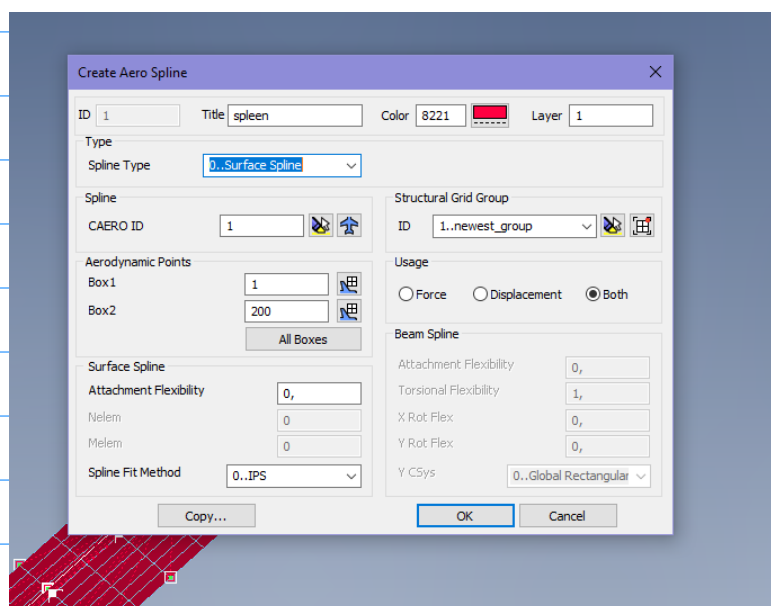 Create Aero Spline
ID 1 Title spleen Color 8221 Layer 1
Type
Spline Type 0..Surface Spline
Spline
CAERO ID 1
Structural Grid Group
ID 1..newest_group
Aerodynamic Points
Box1 1
Box2 200
All Boxes
Usage
Force Displacement Both
Surface Spline
Attachment Flexibility 0,
Nelem 0
Melem 0
Spline Fit Method 0..IPS
Beam Spline
Attachment Flexibility 0,
Torsional Flexibility 1,
X Rot Flex 0,
Y Rot Flex 0,
Y CSys 0..Global Rectangular
Copy... OK Cancel